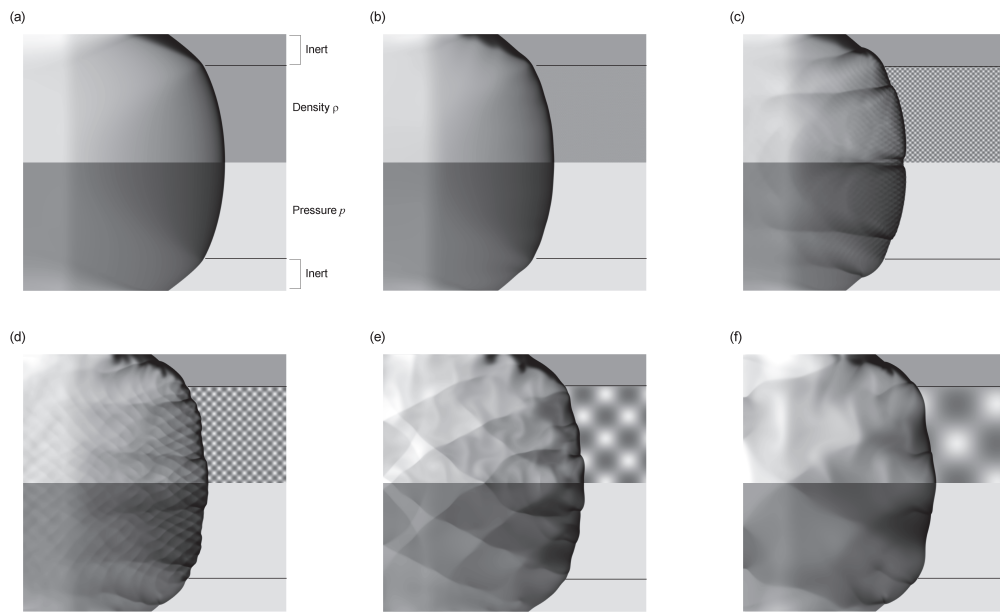 (a)
(b)
(c)
Inert
Density ρ
Pressure p
Inert
(d)
(e)
(f)